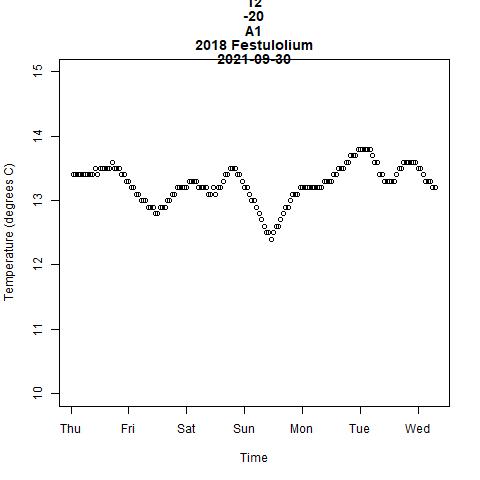 12
-20
A1
2018 Festulolium
2021-09-30
Temperature (degrees C)
15
14
13
12
11
10
Thu Fri Sat Sun Mon Tue Wed
Time